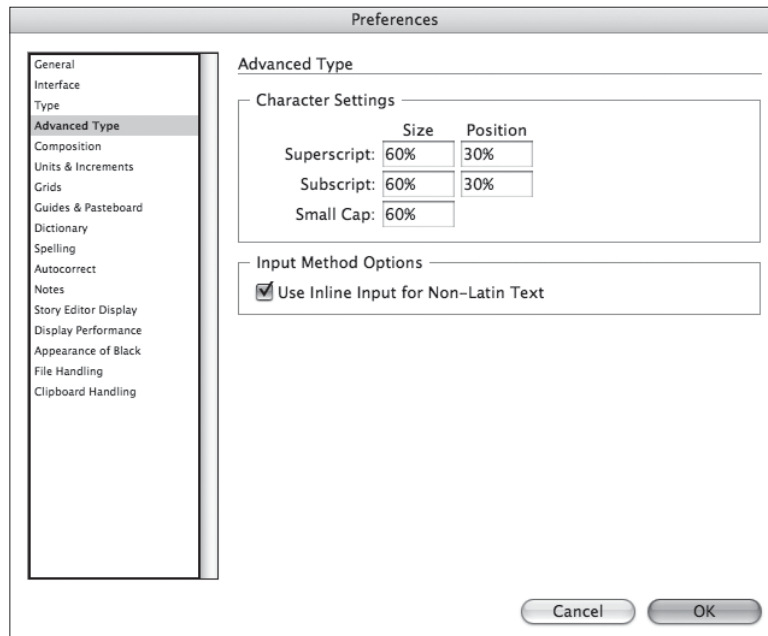 Preferences
General
Interface
Type
Advanced Type
Composition
Units & Increments
Grids
Guides & Pasteboard
Dictionary
Spelling
Autocorrect
Notes
Story Editor Display
Display Performance
Appearance of Black
File Handling
Clipboard Handling
Advanced Type
Character Settings
Size Position
Superscript: 60% 30%
Subscript: 60% 30%
Small Cap: 60%
Input Method Options
Use Inline Input for Non-Latin Text
Cancel OK